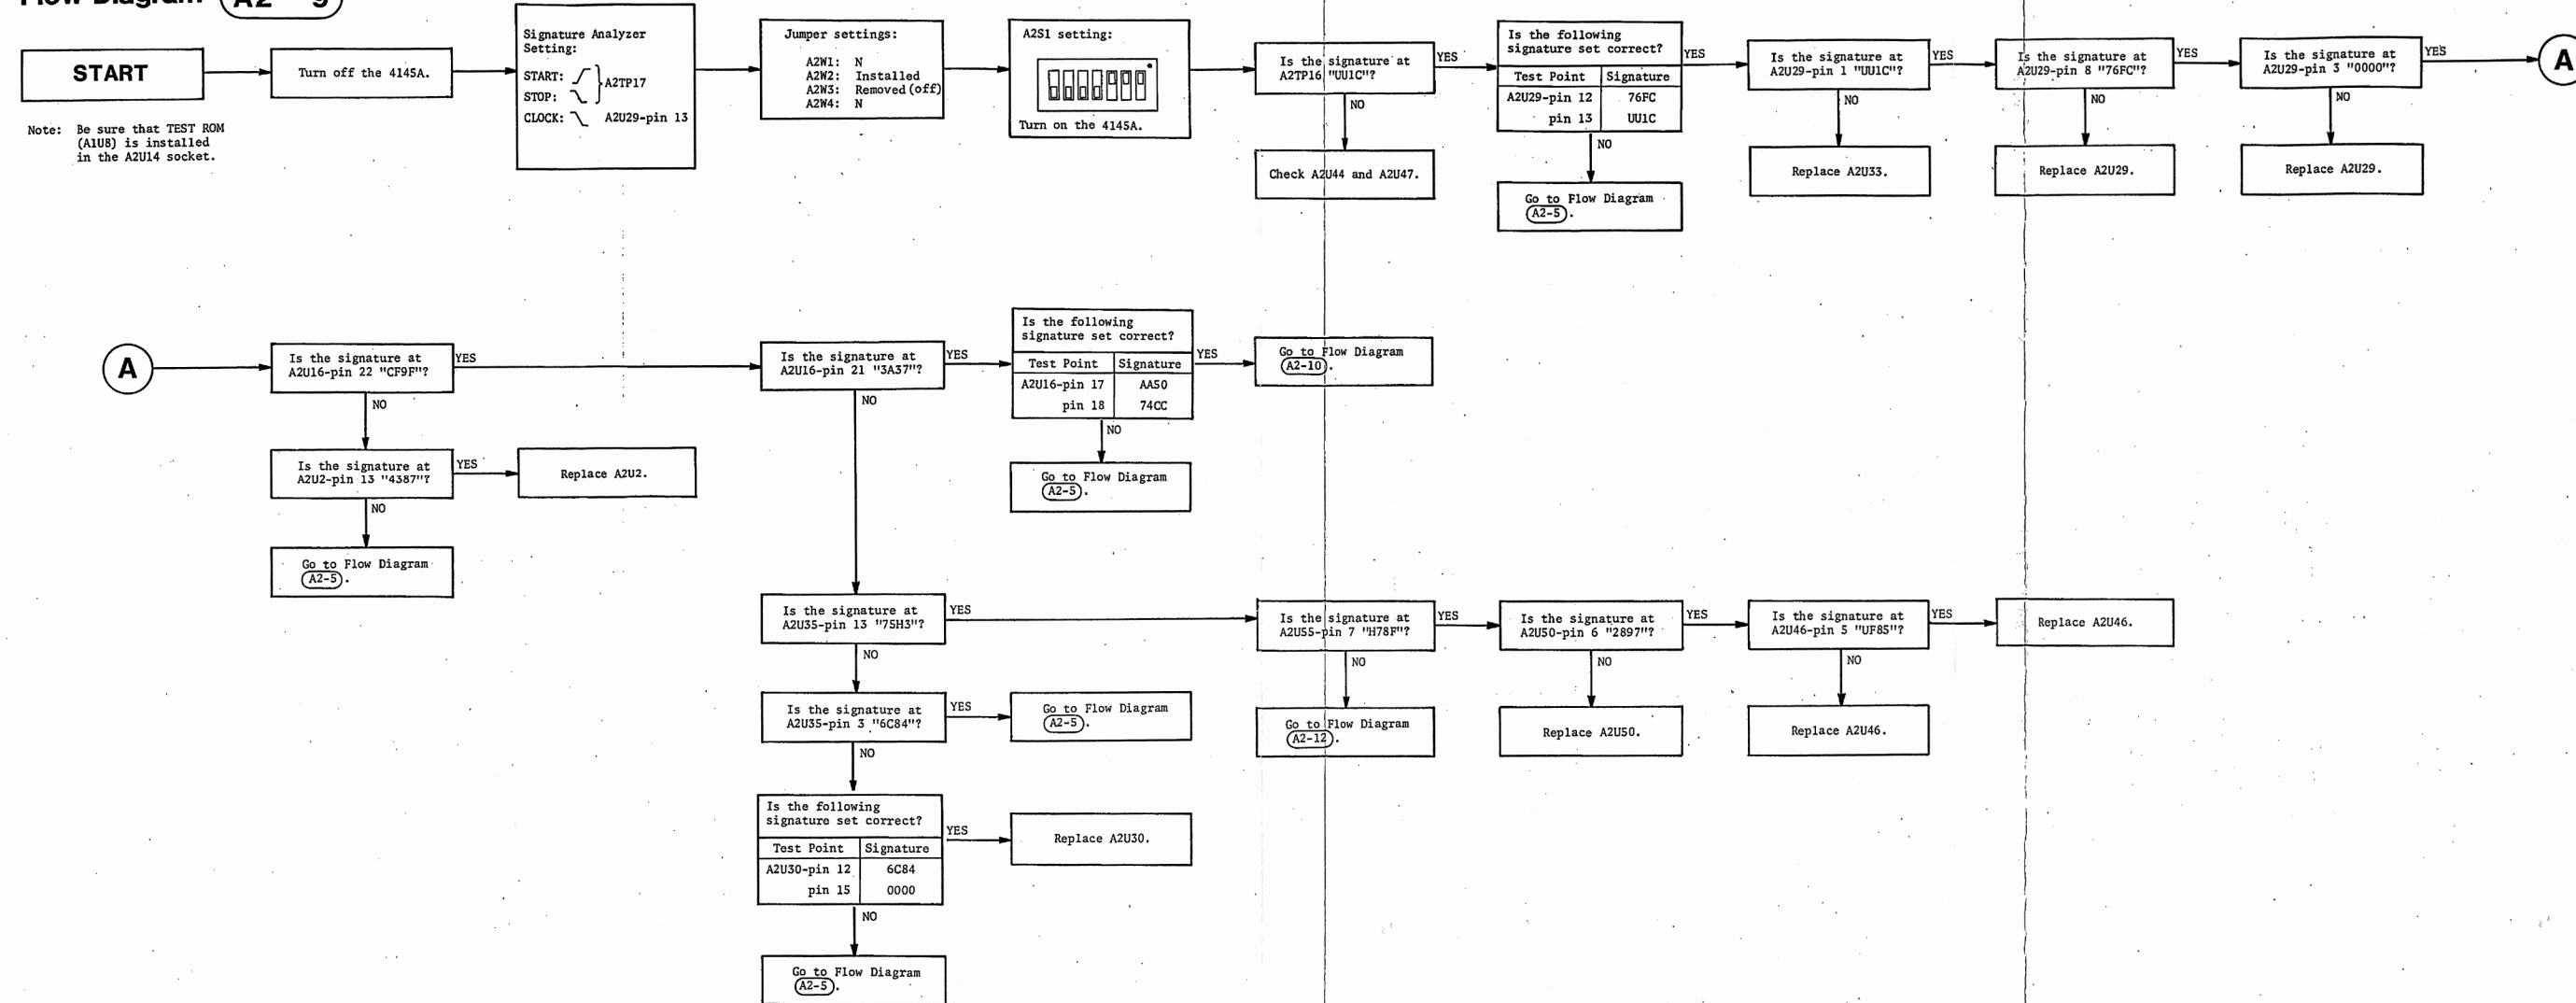 Flow Diagram A2 - 9
START
Note: Be sure that TEST ROM
(A1U8) is installed
in the A2U14 socket.
Turn off the 4145A.
Signature Analyzer
Setting:
START:
STOP:
A2TP17
CLOCK: A2U29-pin 13
Jumper settings:
A2W1: N
A2W2: Installed
A2W3: Removed(off)
A2W4: N
A2S1 setting:
Turn on the 4145A.
Is the signature at
A2TP16 "UU1C"?
YES
NO
Check A2U44 and A2U47.
Is the following
signature set correct?
Test Point Signature
A2U29-pin 12 76FC
pin 13 UU1C
YES
NO
Go to Flow Diagram
A2-5.
Is the signature at
A2U29-pin 1 "UU1C"?
YES
NO
Replace A2U33.
Is the signature at
A2U29-pin 8 "76FC"?
YES
NO
Replace A2U29.
Is the signature at
A2U29-pin 3 "0000"?
YES
NO
Replace A2U29.
A
A
Is the signature at
A2U16-pin 22 "CF9F"?
YES
NO
Is the signature at
A2U2-pin 13 "4387"?
YES
Replace A2U2.
NO
Go to Flow Diagram
A2-5.
Is the signature at
A2U16-pin 21 "3A37"?
YES
NO
Is the following
signature set correct?
Test Point Signature
A2U16-pin 17 AA50
pin 18 74CC
YES
Go to Flow Diagram
A2-10.
NO
Go to Flow Diagram
A2-5.
Is the signature at
A2U35-pin 13 "75H3"?
YES
NO
Is the signature at
A2U55-pin 7 "H78F"?
YES
NO
Go to Flow Diagram
A2-12.
Is the signature at
A2U50-pin 6 "2897"?
YES
NO
Replace A2U50.
Is the signature at
A2U46-pin 5 "UF85"?
YES
Replace A2U46.
NO
Replace A2U46.
Is the signature at
A2U35-pin 3 "6C84"?
YES
Go to Flow Diagram
A2-5.
NO
Is the following
signature set correct?
Test Point Signature
A2U30-pin 12 6C84
pin 15 0000
YES
Replace A2U30.
NO
Go to Flow Diagram
A2-5.